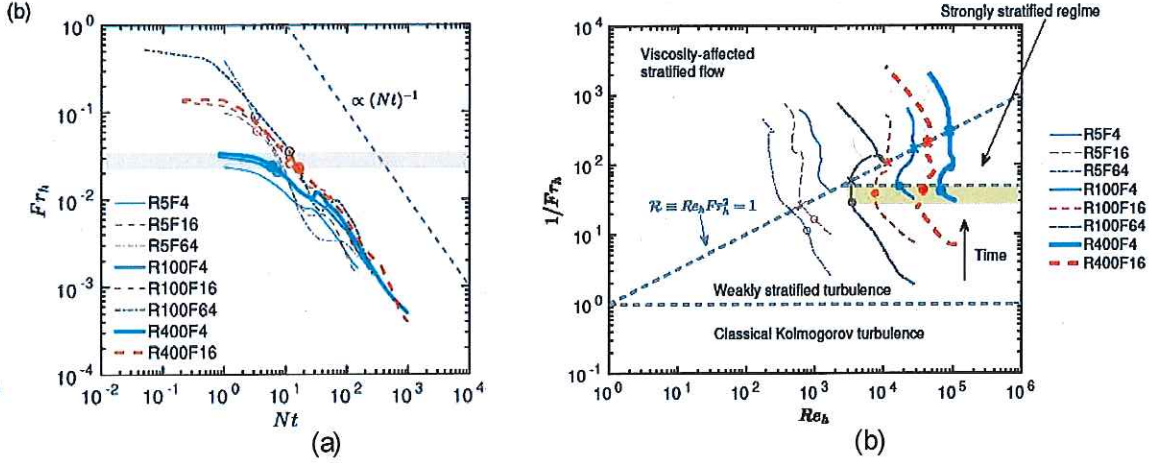 (b)
10^0
10^-1
10^-2
10^-3
10^-4
Fr_h
∝ (Nt)^-1
R5F4
R5F16
R5F64
R100F4
R100F16
R100F64
R400F4
R400F16
10^-2 10^-1 10^0 10^1 10^2 10^3 10^4
Nt
(a)
Strongly stratified regime
10^4
10^3
10^2
10^1
10^0
10^-1
1/Fr_h
Viscosity-affected
stratified flow
R ≡ Re_h Fr_h^2 = 1
Time
Weakly stratified turbulence
Classical Kolmogorov turbulence
10^0 10^1 10^2 10^3 10^4 10^5 10^6
Re_h
(b)
R5F4
R5F16
R5F64
R100F4
R100F16
R100F64
R400F4
R400F16